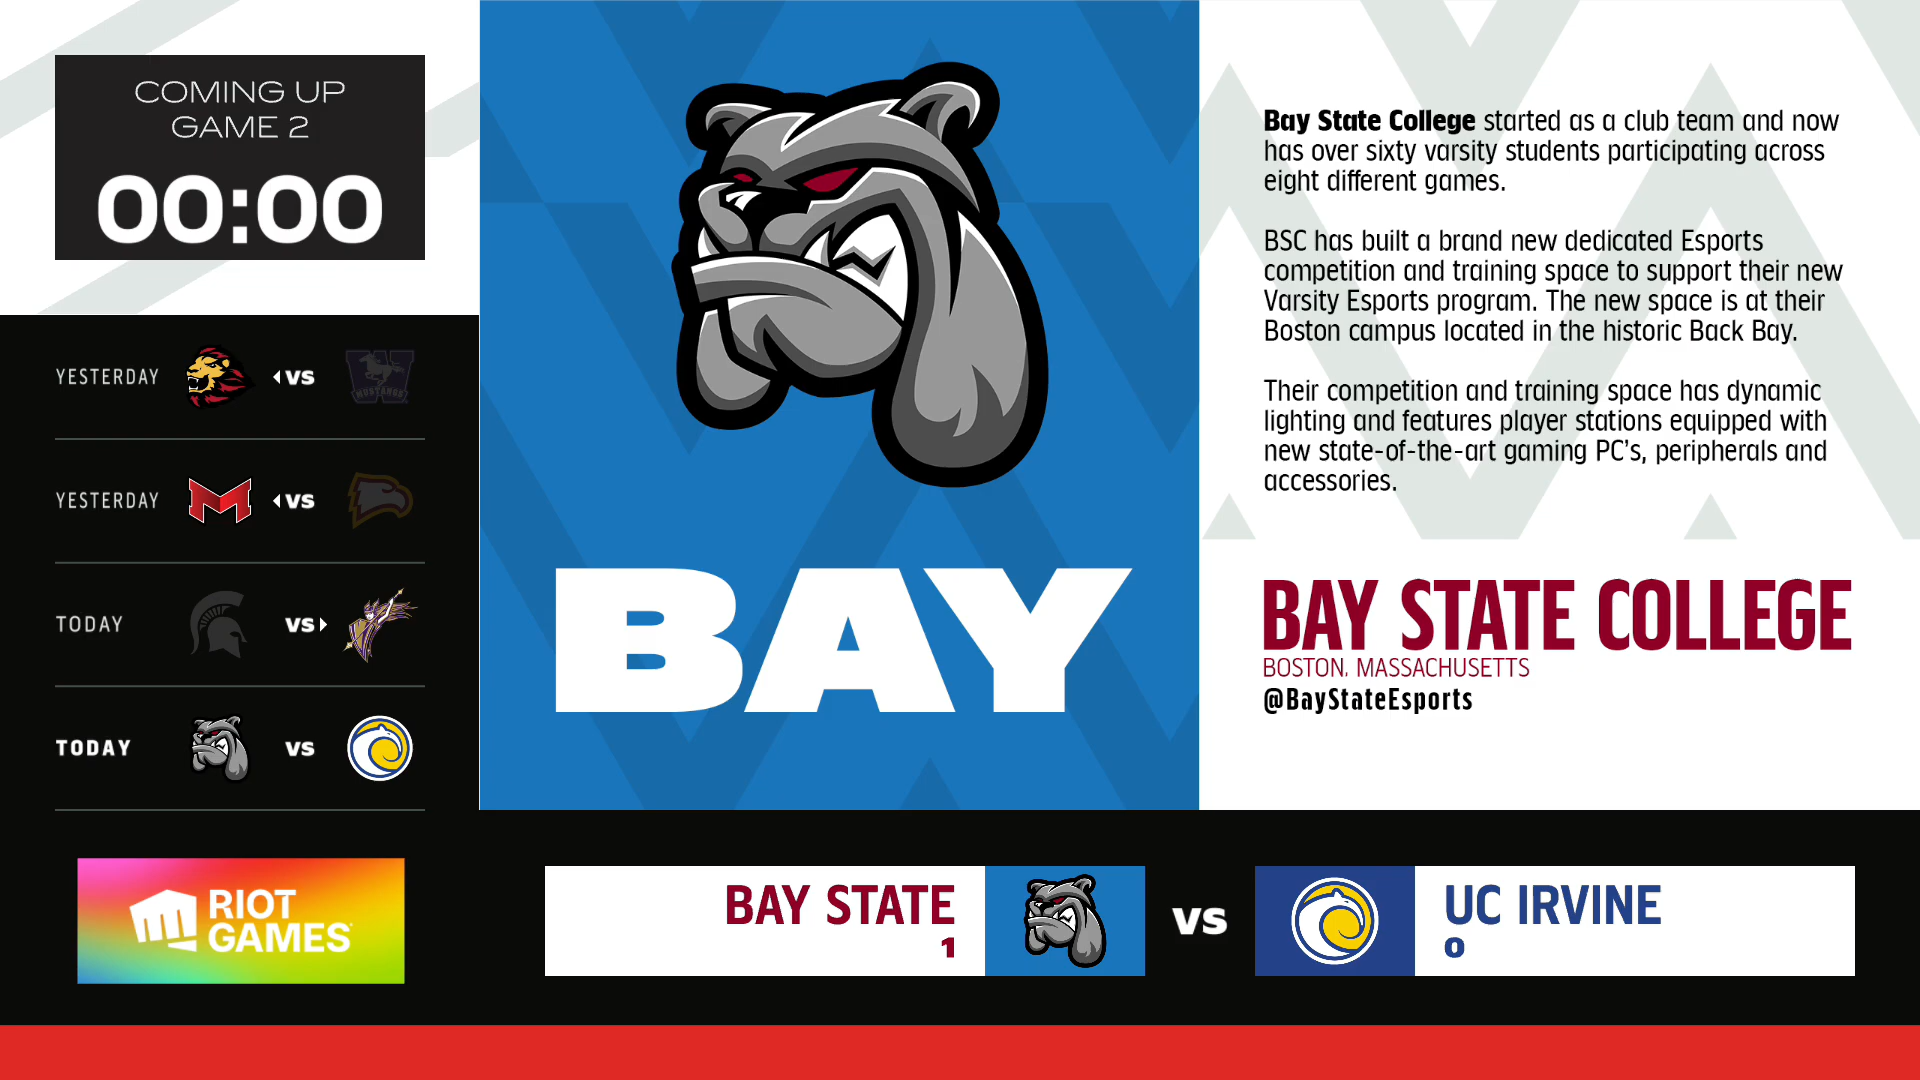 COMING UP
GAME 2
00:00
YESTERDAY
VS
MUSTANGS
YESTERDAY
VS
TODAY
VS
TODAY
VS
RIOT
GAMES
BAY
Bay State College started as a club team and now
has over sixty varsity students participating across
eight different games.
BSC has built a brand new dedicated Esports
competition and training space to support their new
Varsity Esports program. The new space is at their
Boston campus located in the historic Back Bay.
Their competition and training space has dynamic
lighting and features player stations equipped with
new state-of-the-art gaming PC's, peripherals and
accessories.
BAY STATE COLLEGE
BOSTON, MASSACHUSETTS
@BayStateEsports
BAY STATE
1
VS
UC IRVINE
0